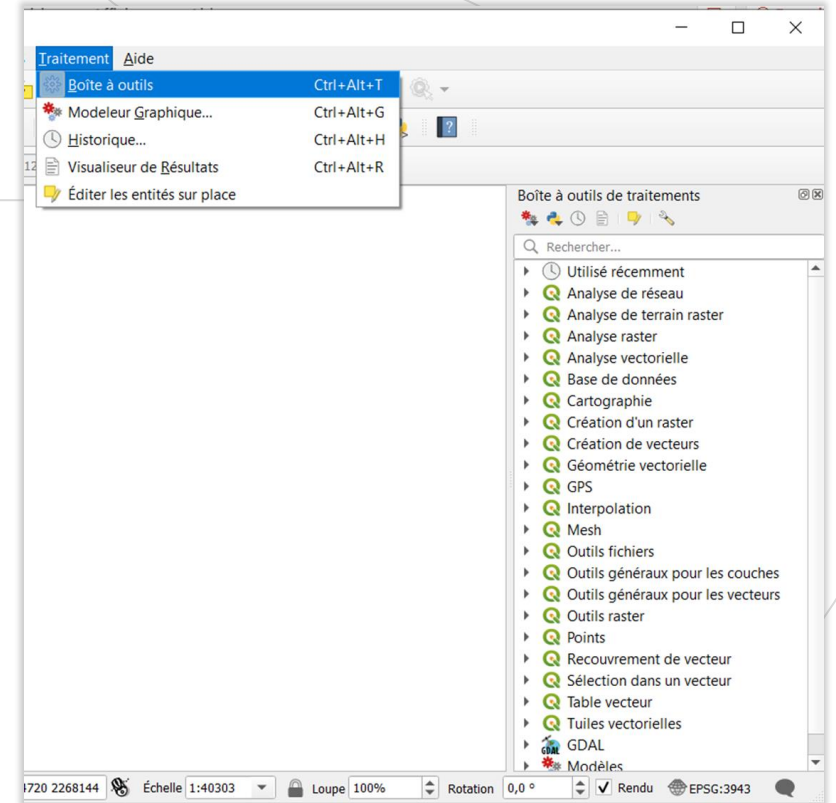 Traitement Aide
Boîte à outils Ctrl+Alt+T
Modeleur Graphique... Ctrl+Alt+G
Historique... Ctrl+Alt+H
12
Visualiseur de Résultats Ctrl+Alt+R
Éditer les entités sur place
Boîte à outils de traitements
Rechercher...
Utilisé récemment
Analyse de réseau
Analyse de terrain raster
Analyse raster
Analyse vectorielle
Base de données
Cartographie
Création d'un raster
Création de vecteurs
Géométrie vectorielle
GPS
Interpolation
Mesh
Outils fichiers
Outils généraux pour les couches
Outils généraux pour les vecteurs
Outils raster
Points
Recouvrement de vecteur
Sélection dans un vecteur
Table vecteur
Tuiles vectorielles
GDAL GDAL
Modèles
4720 2268144 Échelle 1:40303 Loupe 100% Rotation 0,0 ° Rendu EPSG:3943